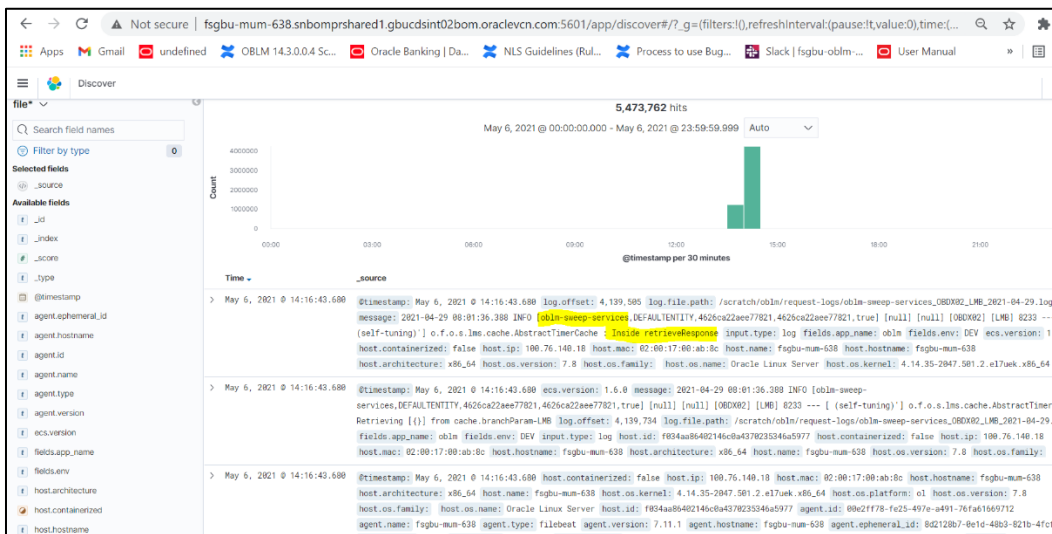 Not secure | fsgbu-mum-638.snbomprshared1.gbucdsint02bom.oraclevcn.com:5601/app/discover#/?_g=(filters:!(),refreshInterval:(pause:!t,value:0),time:(...
Apps Gmail undefined OBLM 14.3.0.0.4 Sc... Oracle Banking | Da... NLS Guidelines (Rul... Process to use Bug... Slack | fsgbu-oblm-... User Manual »
Discover
file*
5,473,762 hits
Search field names
May 6, 2021 @ 00:00:00.000 - May 6, 2021 @ 23:59:59.999 Auto
Filter by type 0
Selected fields
_source
Available fields
_id
_index
_score
_type
@timestamp
agent.ephemeral_id
agent.hostname
agent.id
agent.name
agent.type
agent.version
ecs.version
fields.app_name
fields.env
host.architecture
host.containerized
host.hostname
Count
4000000
3000000
2000000
1000000
0
00:00 03:00 06:00 09:00 12:00 15:00 18:00 21:00
@timestamp per 30 minutes
Time _source
May 6, 2021 @ 14:16:43.680 @timestamp: May 6, 2021 @ 14:16:43.680 log.offset: 4,139,505 log.file.path: /scratch/oblm/request-logs/oblm-sweep-services_OBDX02_LMB_2021-04-29.log
message: 2021-04-29 08:01:36.388 INFO [oblm-sweep-services,DEFAULTENTITY,4626ca22aee77821,4626ca22aee77821,true] [null] [null] [OBDX02] [LMB] 8233 --
(self-tuning)'] o.f.o.s.lms.cache.AbstractTimerCache : Inside retrieveResponse input.type: log fields.app_name: oblm fields.env: DEV ecs.version: 1
host.containerized: false host.ip: 100.76.140.18 host.mac: 02:00:17:00:ab:8c host.name: fsgbu-mum-638 host.hostname: fsgbu-mum-638
host.architecture: x86_64 host.os.version: 7.8 host.os.family: host.os.name: Oracle Linux Server host.os.kernel: 4.14.35-2047.501.2.el7uek.x86_64
May 6, 2021 @ 14:16:43.680 @timestamp: May 6, 2021 @ 14:16:43.680 ecs.version: 1.6.0 message: 2021-04-29 08:01:36.388 INFO [oblm-sweep-
services,DEFAULTENTITY,4626ca22aee77821,4626ca22aee77821,true] [null] [null] [OBDX02] [LMB] 8233 --- [ (self-tuning)'] o.f.o.s.lms.cache.AbstractTimer
Retrieving [{}] from cache.branchParam-LMB log.offset: 4,139,734 log.file.path: /scratch/oblm/request-logs/oblm-sweep-services_OBDX02_LMB_2021-04-29.
fields.app_name: oblm fields.env: DEV input.type: log host.id: f034aa86402146c0a4370235346a5977 host.containerized: false host.ip: 100.76.140.18
host.mac: 02:00:17:00:ab:8c host.hostname: fsgbu-mum-638 host.architecture: x86_64 host.name: fsgbu-mum-638 host.os.version: 7.8 host.os.family:
May 6, 2021 @ 14:16:43.680 @timestamp: May 6, 2021 @ 14:16:43.680 host.containerized: false host.ip: 100.76.140.18 host.mac: 02:00:17:00:ab:8c host.hostname: fsgbu-mum-638
host.architecture: x86_64 host.name: fsgbu-mum-638 host.os.kernel: 4.14.35-2047.501.2.el7uek.x86_64 host.os.platform: ol host.os.version: 7.8
host.os.family: host.os.name: Oracle Linux Server host.id: f034aa86402146c0a4370235346a5977 agent.id: 00e2ff78-fe25-497e-a491-76fa61669712
agent.name: fsgbu-mum-638 agent.type: filebeat agent.version: 7.11.1 agent.hostname: fsgbu-mum-638 agent.ephemeral_id: 8d2128b7-0e1d-48b3-821b-4fcf